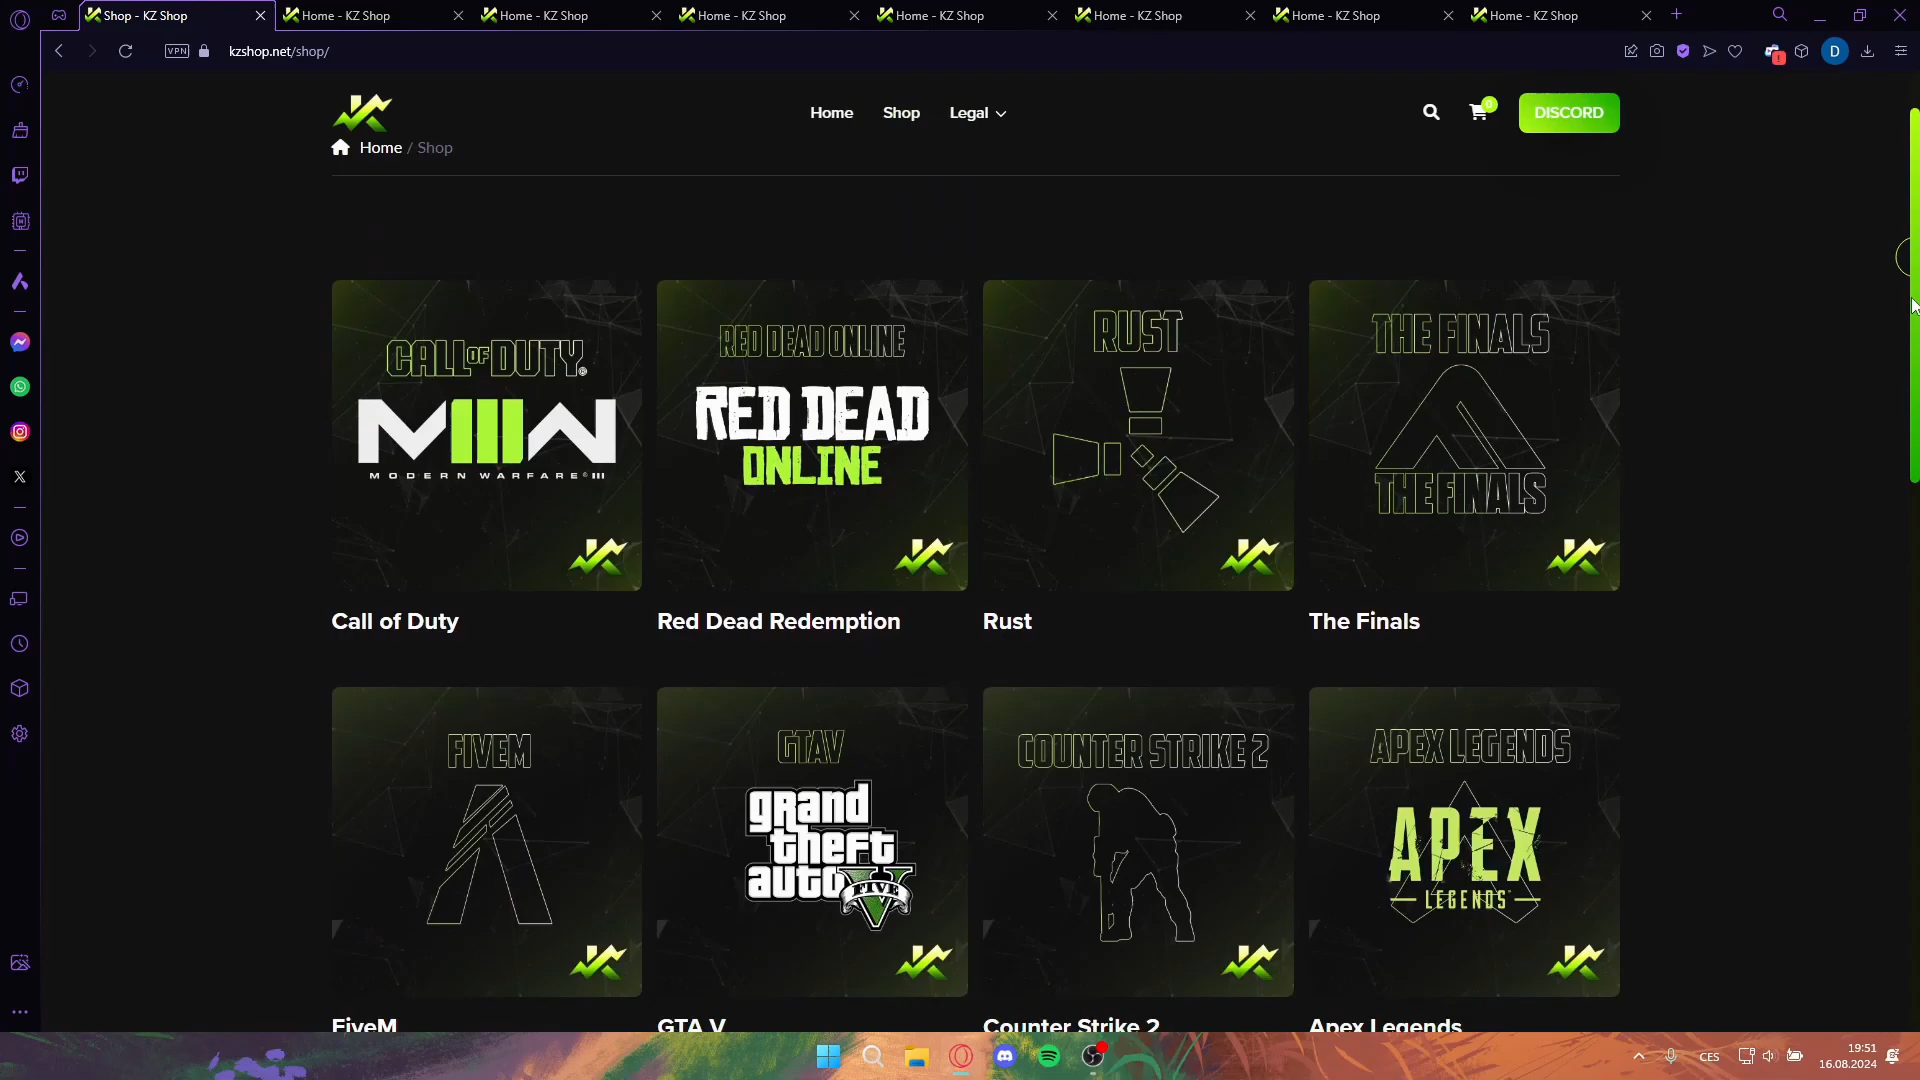 Shop - KZ Shop
Home - KZ Shop
Home - KZ Shop
Home - KZ Shop
Home - KZ Shop
Home - KZ Shop
Home - KZ Shop
Home - KZ Shop
VPN
kzshop.net/shop/
D
Home
Shop
Legal
0
DISCORD
Home / Shop
CALL OF DUTY®
MW
MODERN WARFARE® III
RED DEAD ONLINE
RED DEAD
ONLINE
RUST
THE FINALS
THE FINALS
Call of Duty
Red Dead Redemption
Rust
The Finals
FIVEM
GTAV
grand
theft
auto
FIVE
COUNTER STRIKE 2
APEX LEGENDS
APEX
LEGENDS
FiveM
GTA V
Counter Strike 2
Apex Legends
CES
19:51
16.08.2024